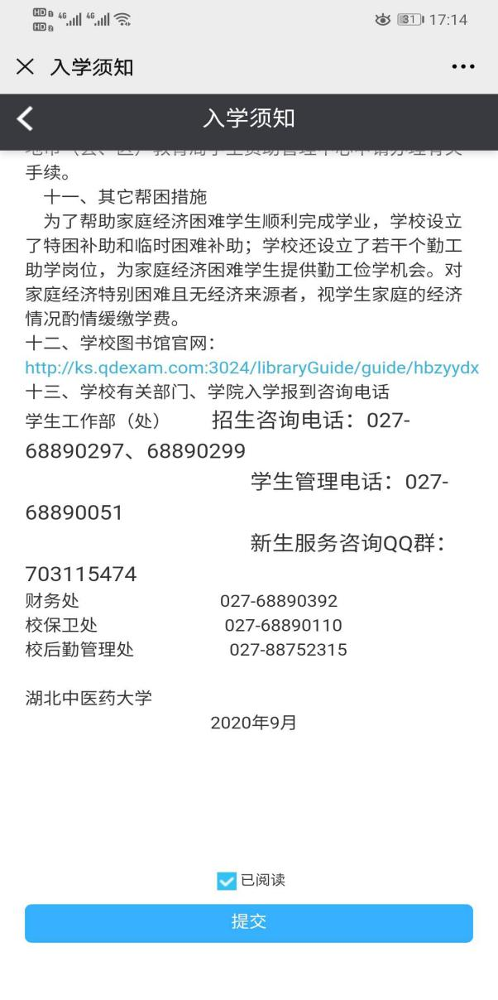 HD 1 4G 4G 31 17:14
HD 2
入学须知
入学须知
手续。
十一、其它帮困措施
为了帮助家庭经济困难学生顺利完成学业，学校设立
了特困补助和临时困难补助；学校还设立了若干个勤工
助学岗位，为家庭经济困难学生提供勤工俭学机会。对
家庭经济特别困难且无经济来源者，视学生家庭的经济
情况酌情缓缴学费。
十二、学校图书馆官网：
http://ks.qdexam.com:3024/libraryGuide/guide/hbzyydx
十三、学校有关部门、学院入学报到咨询电话
学生工作部（处） 招生咨询电话：027-
68890297、68890299
学生管理电话：027-
68890051
新生服务咨询QQ群：
703115474
财务处 027-68890392
校保卫处 027-68890110
校后勤管理处 027-88752315
湖北中医药大学
2020年9月
已阅读
提交